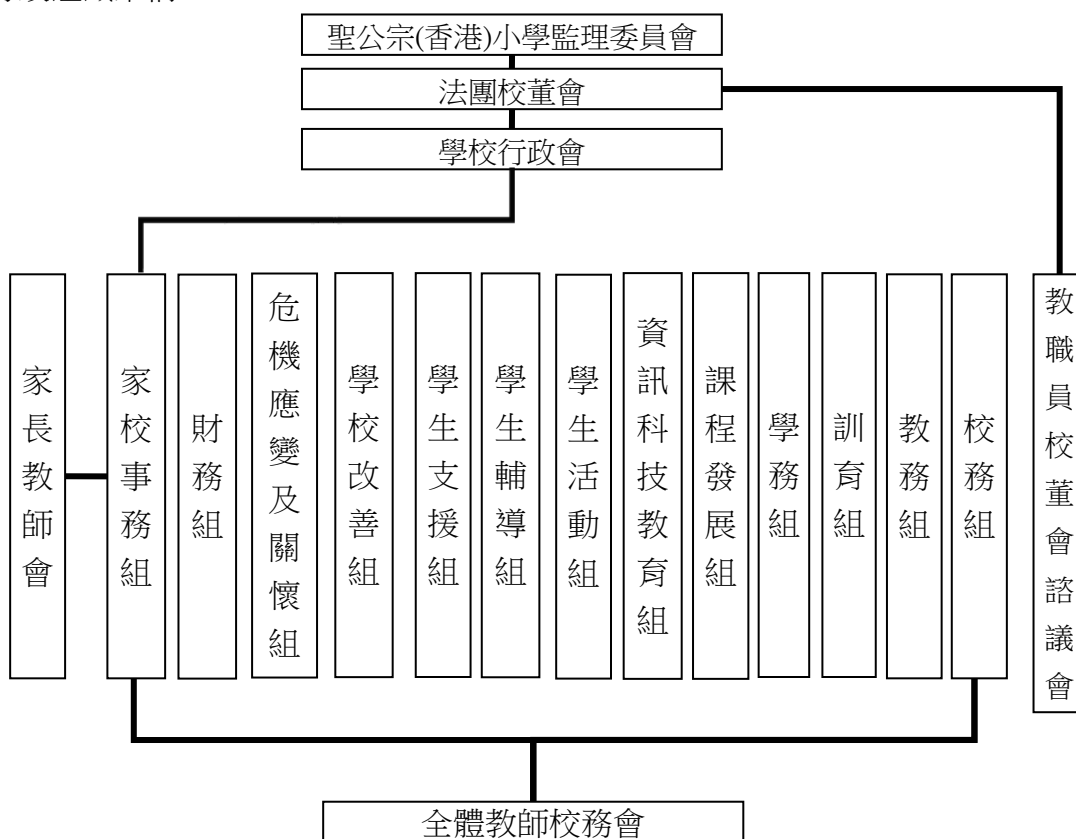 聖公宗(香港)小學監理委員會
法團校董會
學校行政會
家長教師會
家校事務組
財務組
危機應變及關懷組
學校改善組
學生支援組
學生輔導組
學生活動組
資訊科技教育組
課程發展組
學務組
訓育組
教務組
校務組
教職員校董會諮議會
全體教師校務會